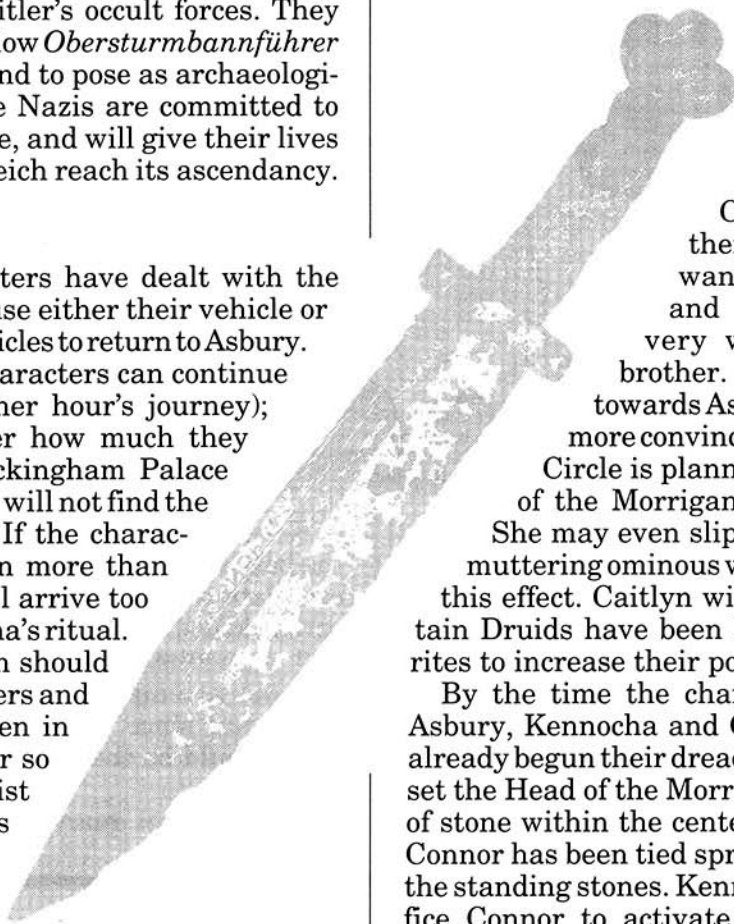 itler's occult forces. They
low Obersturmbannführer
nd to pose as archaeologi-
e Nazis are committed to
e, and will give their lives
eich reach its ascendancy.
ters have dealt with the
use either their vehicle or
icles to return to Asbury.
aracters can continue
her hour's journey);
er how much they
ckingham Palace
will not find the
If the charac-
n more than
l arrive too
na's ritual.
n should
ers and
en in
r so
ist
s
C
the
wan
and
very v
brother.
towards As
more convinc
Circle is plann
of the Morrigan
She may even slip
muttering ominous w
this effect. Caitlyn wi
tain Druids have been
rites to increase their po
By the time the cha
Asbury, Kennocha and C
already begun their dread
set the Head of the Morr
of stone within the cente
Connor has been tied spr
the standing stones. Kenn
fice Connor to activate